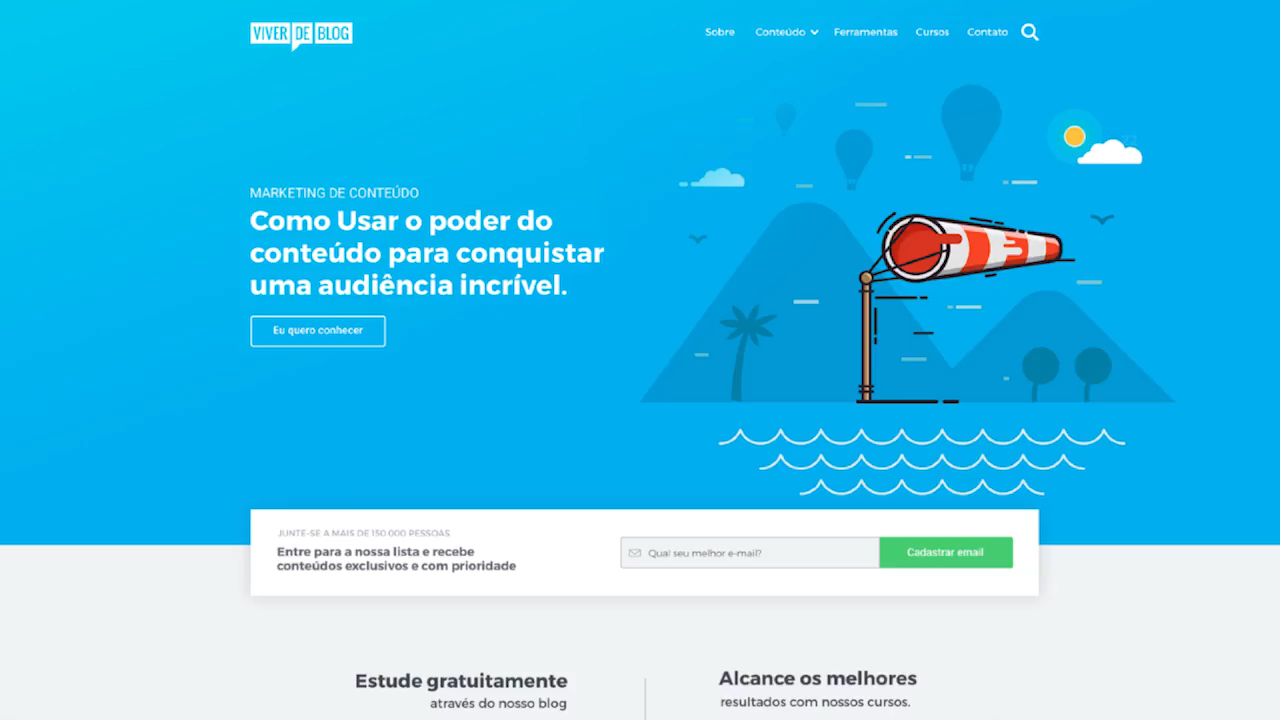 VIVER DE BLOG
Sobre Conteúdo Ferramentas Cursos Contato
MARKETING DE CONTEÚDO
Como Usar o poder do
conteúdo para conquistar
uma audiência incrível.
Eu quero conhecer
JUNTE-SE A MAIS DE 150.000 PESSOAS
Entre para a nossa lista e recebe
conteúdos exclusivos e com prioridade
Qual seu melhor e-mail?
Cadastrar email
Estude gratuitamente
através do nosso blog
Alcance os melhores
resultados com nossos cursos.